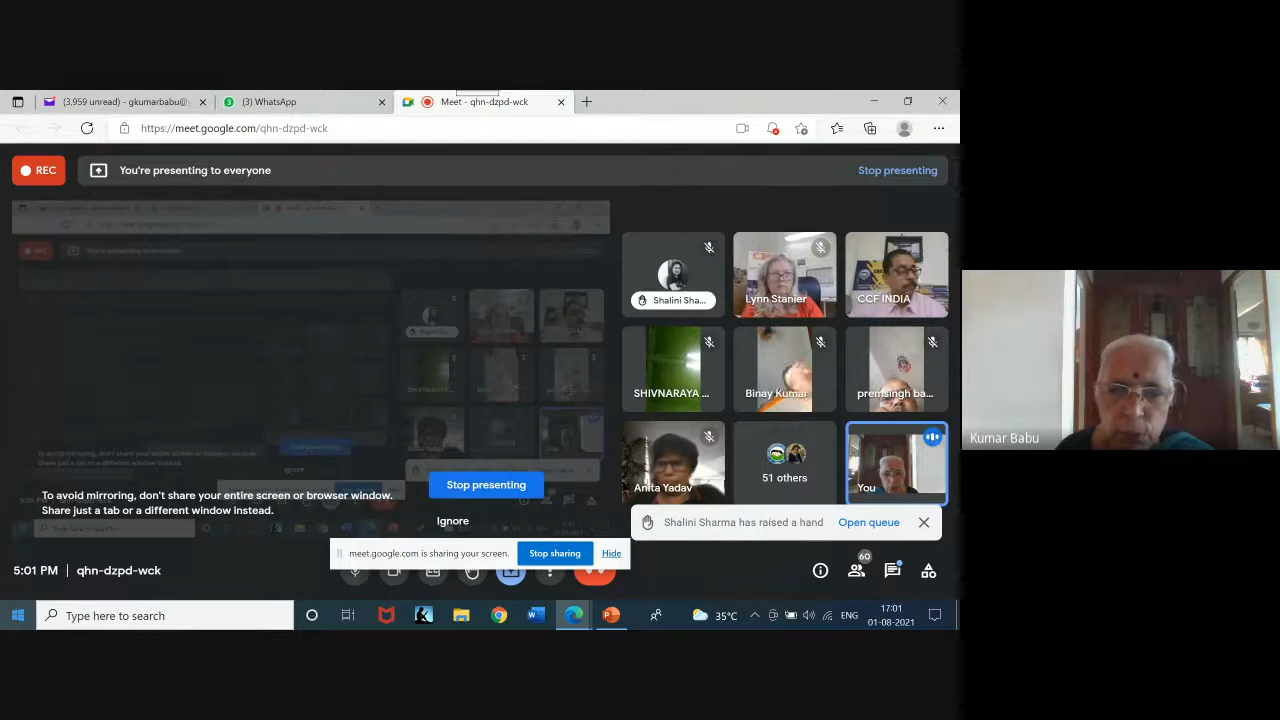 (3,959 unread) - gkumarbabu@
(3) WhatsApp
Meet - qhn-dzpd-wck
https://meet.google.com/qhn-dzpd-wck
REC
You're presenting to everyone
Stop presenting
Shalini Sha...
Lynn Stanier
CCF INDIA
SHIVNARAYA ...
Binay Kumar
premsingh ba...
Anita Yadav
51 others
You
Kumar Babu
To avoid mirroring, don't share your entire screen or browser window.
Share just a tab or a different window instead.
Stop presenting
Ignore
Shalini Sharma has raised a hand
Open queue
meet.google.com is sharing your screen.
Stop sharing
Hide
5:01 PM | qhn-dzpd-wck
60
Type here to search
35°C
ENG
17:01
01-08-2021